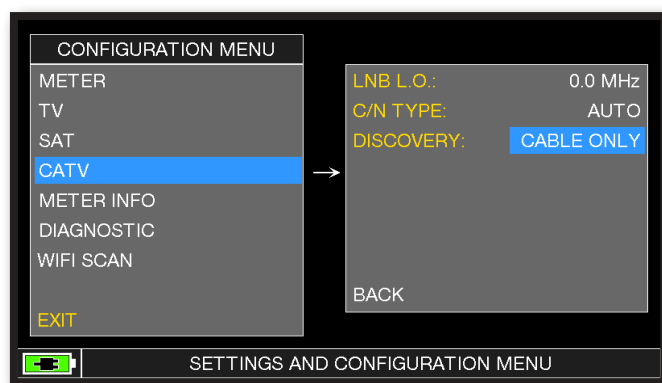 CONFIGURATION MENU
METER
TV
SAT
CATV
METER INFO
DIAGNOSTIC
WIFI SCAN
EXIT
LNB L.O.: 0.0 MHz
C/N TYPE: AUTO
DISCOVERY: CABLE ONLY
BACK
SETTINGS AND CONFIGURATION MENU